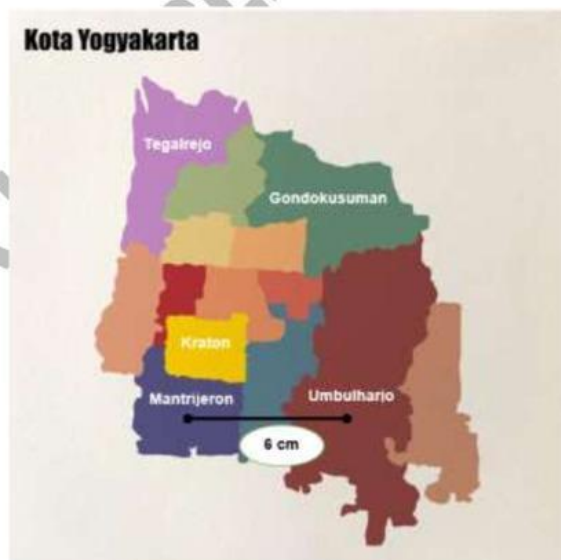 Kota Yogyakarta
Tegalrejo
Gondokusuman
Kraton
Mantrijeron
Umbulharjo
6 cm